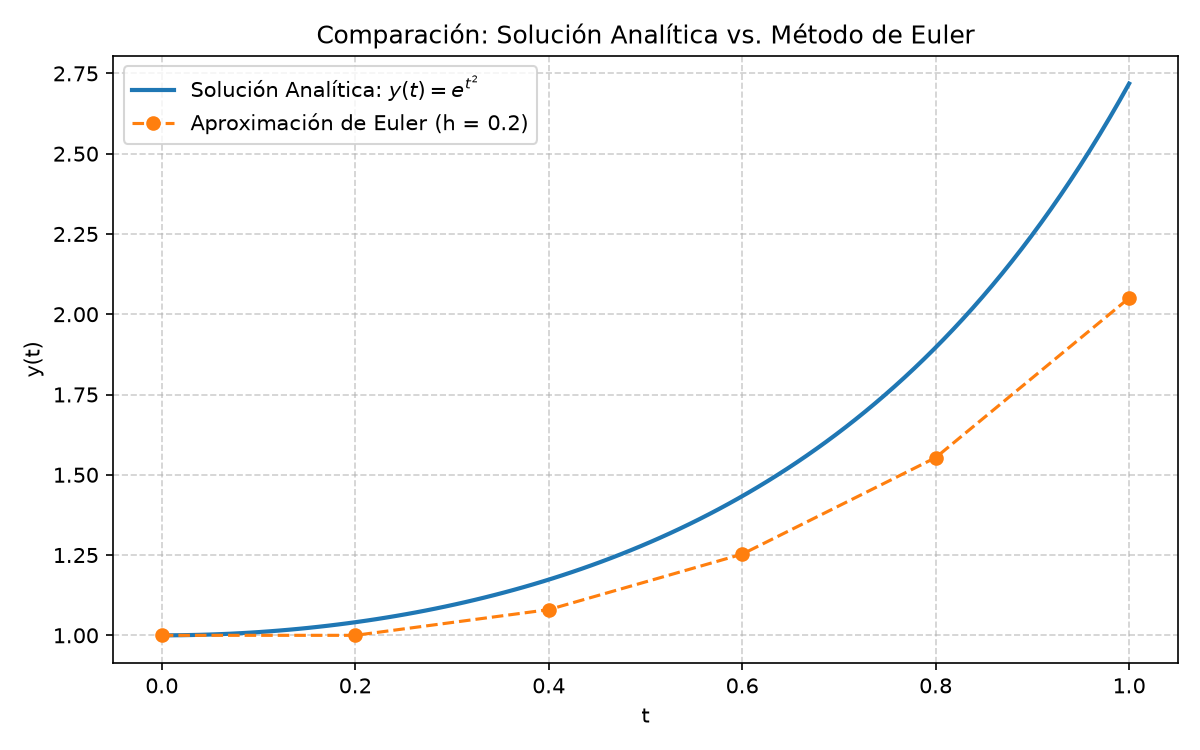 Comparación: Solución Analítica vs. Método de Euler
Solución Analítica: y(t) = e^{t^2}
Aproximación de Euler (h = 0.2)
y(t)
2.75
2.50
2.25
2.00
1.75
1.50
1.25
1.00
0.0 0.2 0.4 0.6 0.8 1.0
t